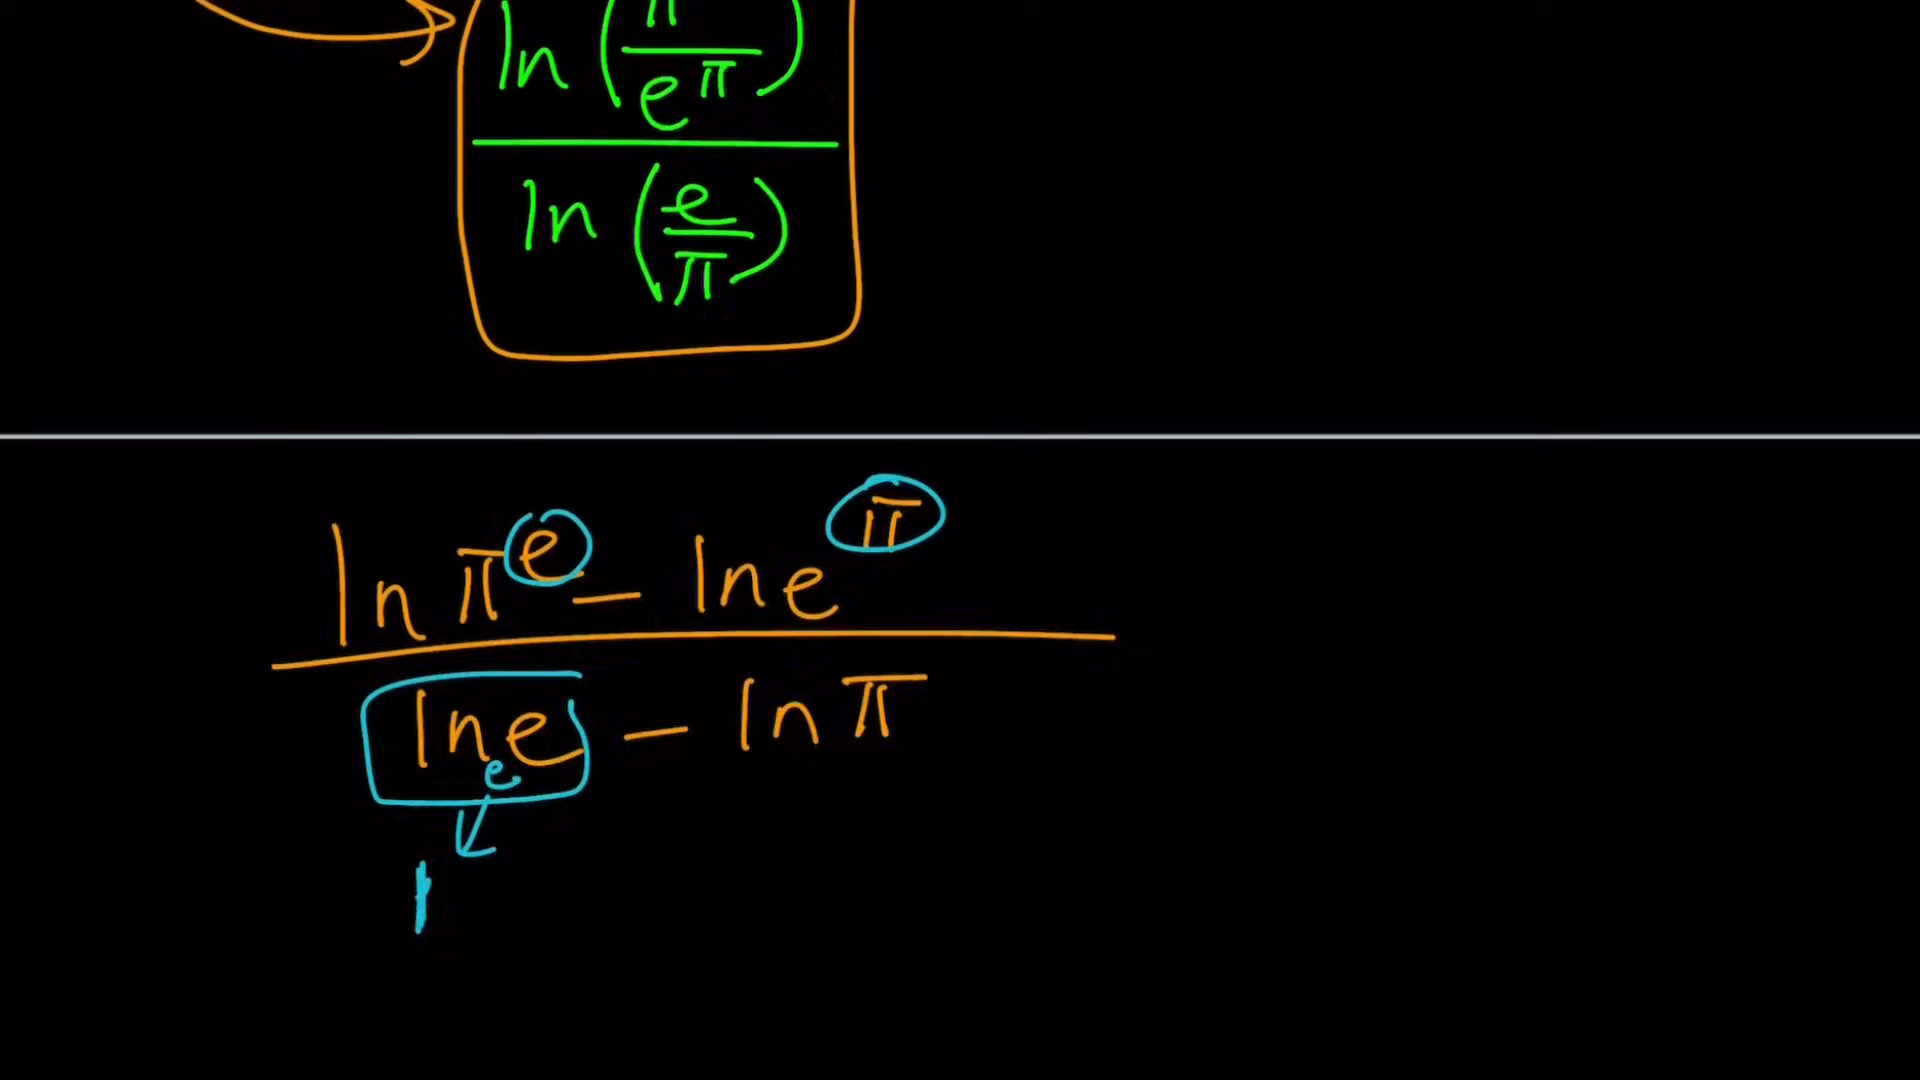 ln (π / e^π)
ln (e/π)
ln π^e − ln e^π
ln e − ln π
e
1